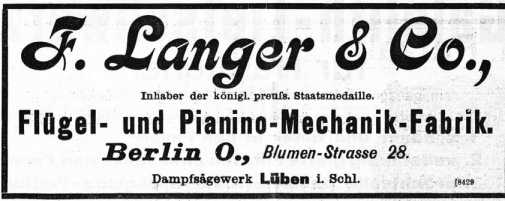 F. Langer & Co.,
Inhaber der königl. preuß. Staatsmedaille.
Flügel- und Pianino-Mechanik-Fabrik.
Berlin O., Blumen-Strasse 28.
Dampfsägewerk Lüben i. Schl. [8429